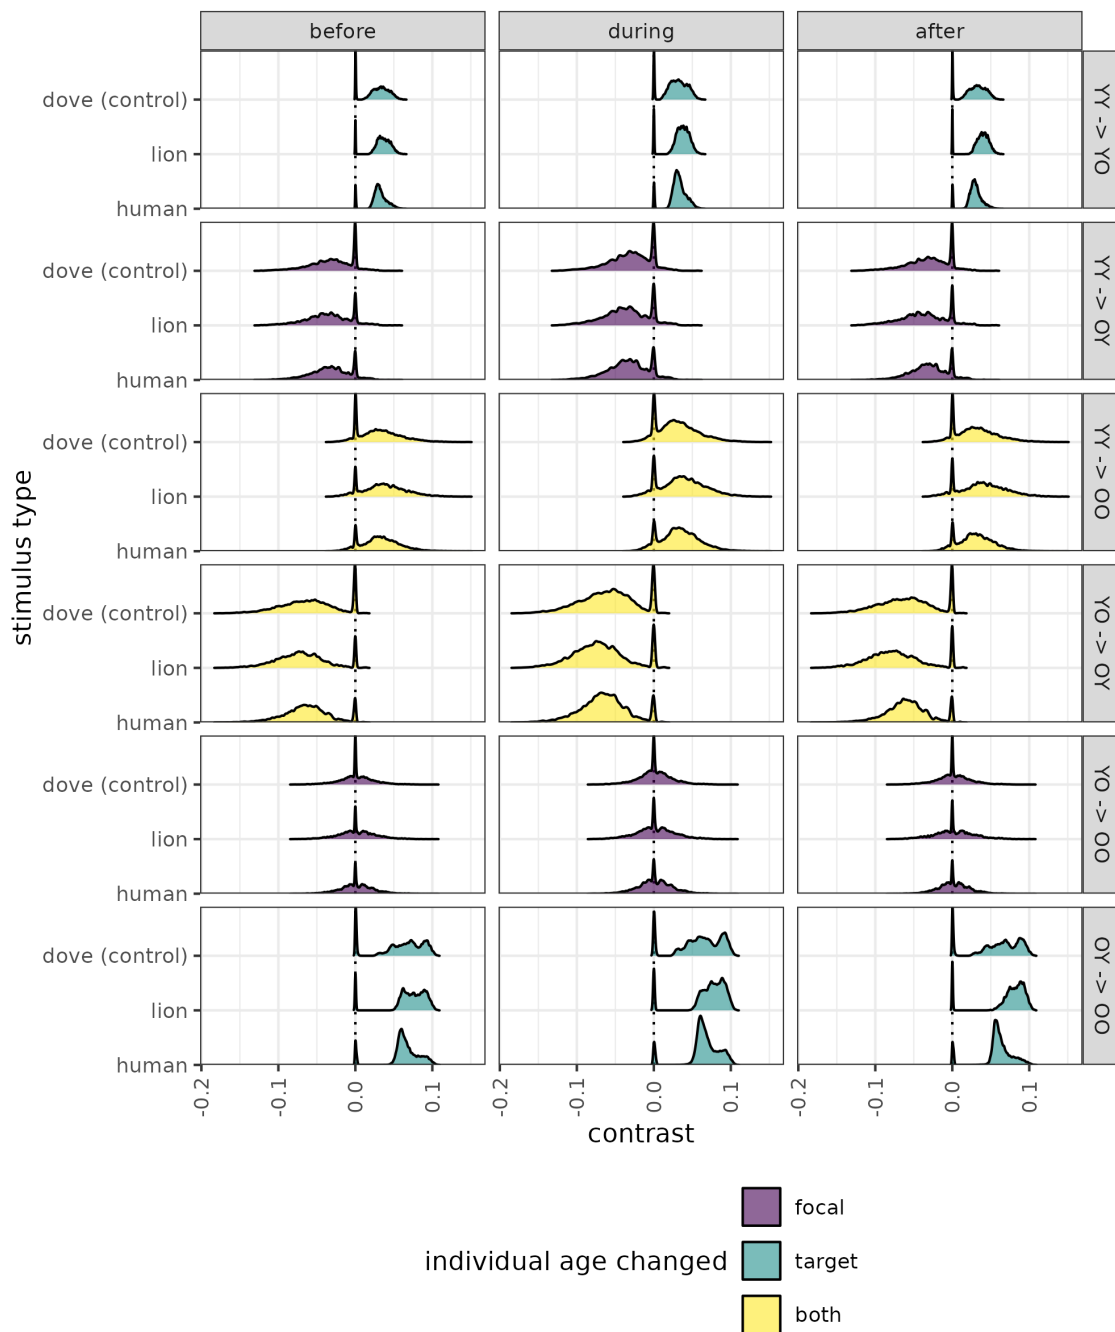 before
during
after
dove (control)
lion
human
YY -> YO
dove (control)
lion
human
YY -> OY
dove (control)
lion
human
YY -> OO
dove (control)
lion
human
YO -> OY
dove (control)
lion
human
YO -> OO
dove (control)
lion
human
OY -> OO
stimulus type
-0.2
-0.1
0.0
0.1
-0.2
-0.1
0.0
0.1
-0.2
-0.1
0.0
0.1
contrast
individual age changed
focal
target
both